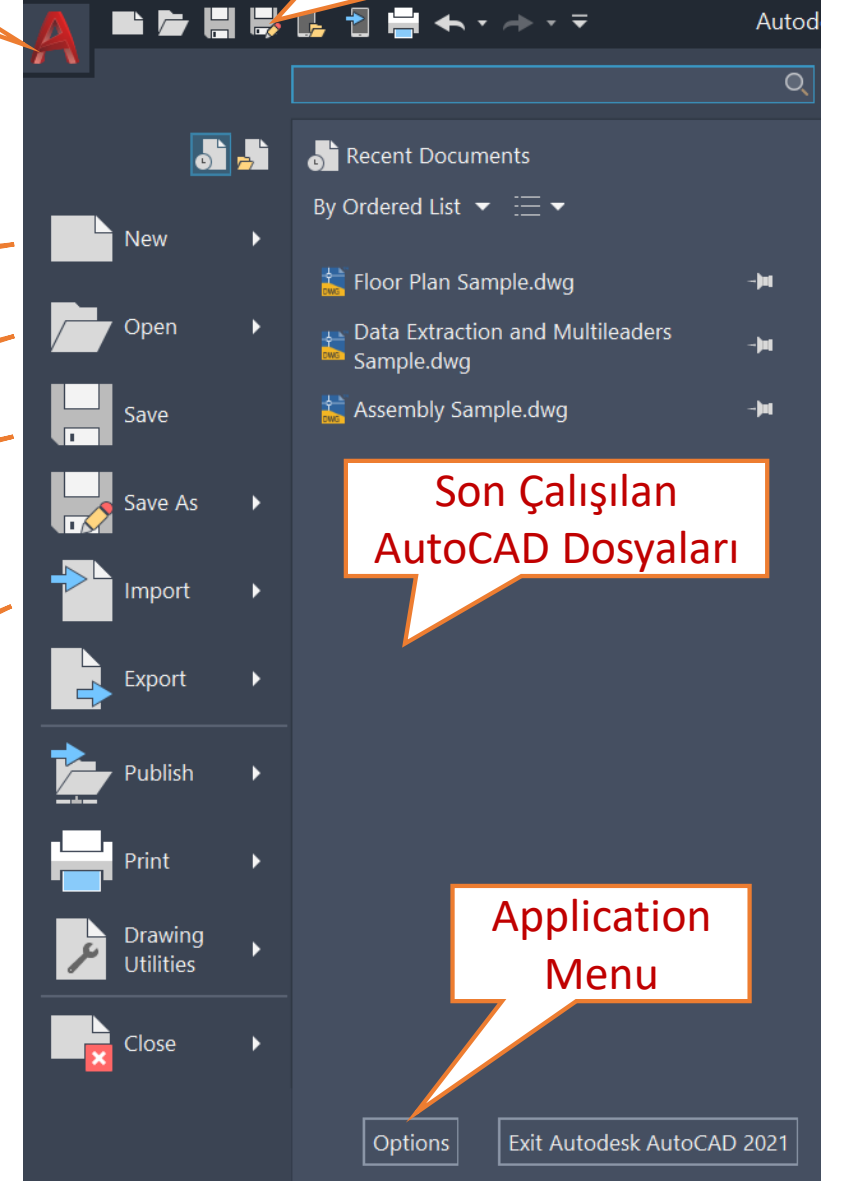 Autod
Recent Documents
By Ordered List
New
Open
Save
Save As
Import
Export
Publish
Print
Drawing
Utilities
Close
Floor Plan Sample.dwg
Data Extraction and Multileaders
Sample.dwg
Assembly Sample.dwg
Son Çalışılan
AutoCAD Dosyaları
Application
Menu
Options
Exit Autodesk AutoCAD 2021